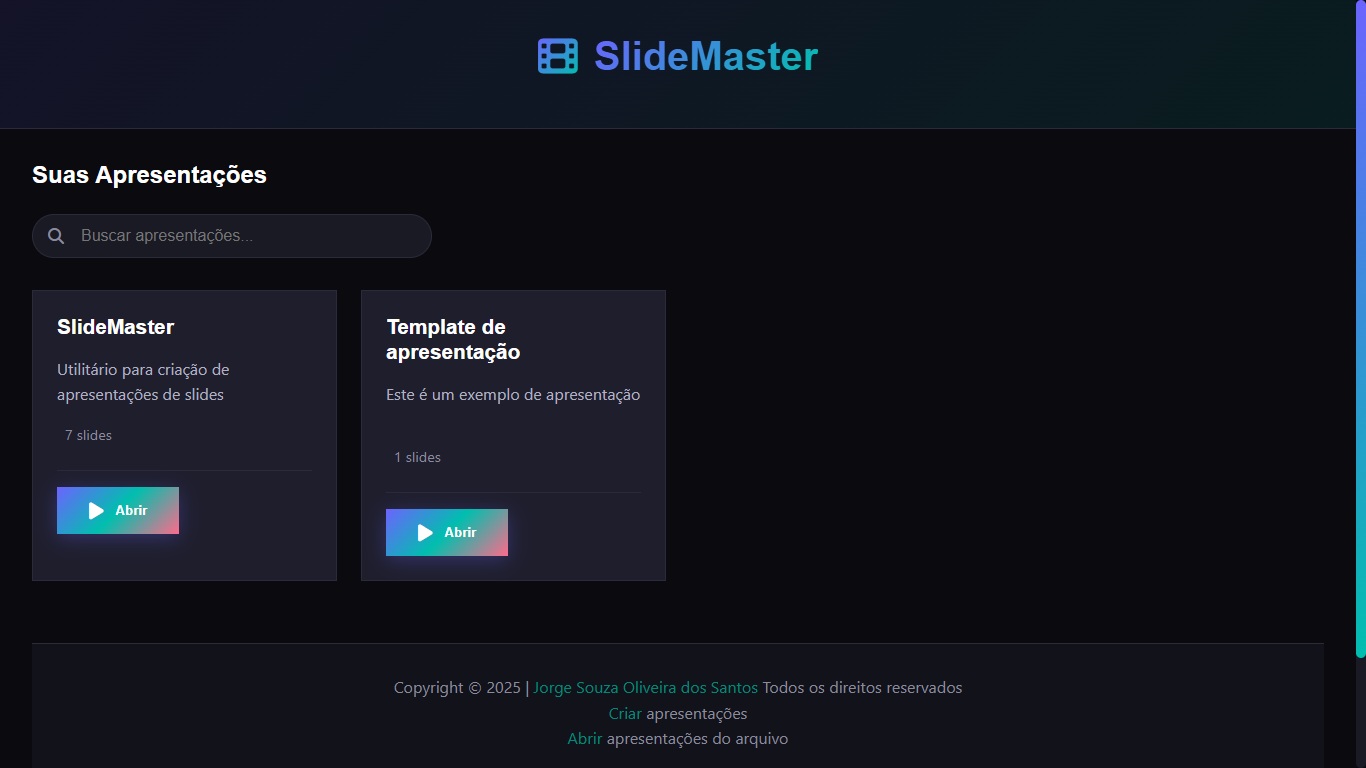 SlideMaster
Suas Apresentações
Buscar apresentações...
SlideMaster
Utilitário para criação de
apresentações de slides
7 slides
Abrir
Template de
apresentação
Este é um exemplo de apresentação
1 slides
Abrir
Copyright © 2025 | Jorge Souza Oliveira dos Santos Todos os direitos reservados
Criar apresentações
Abrir apresentações do arquivo